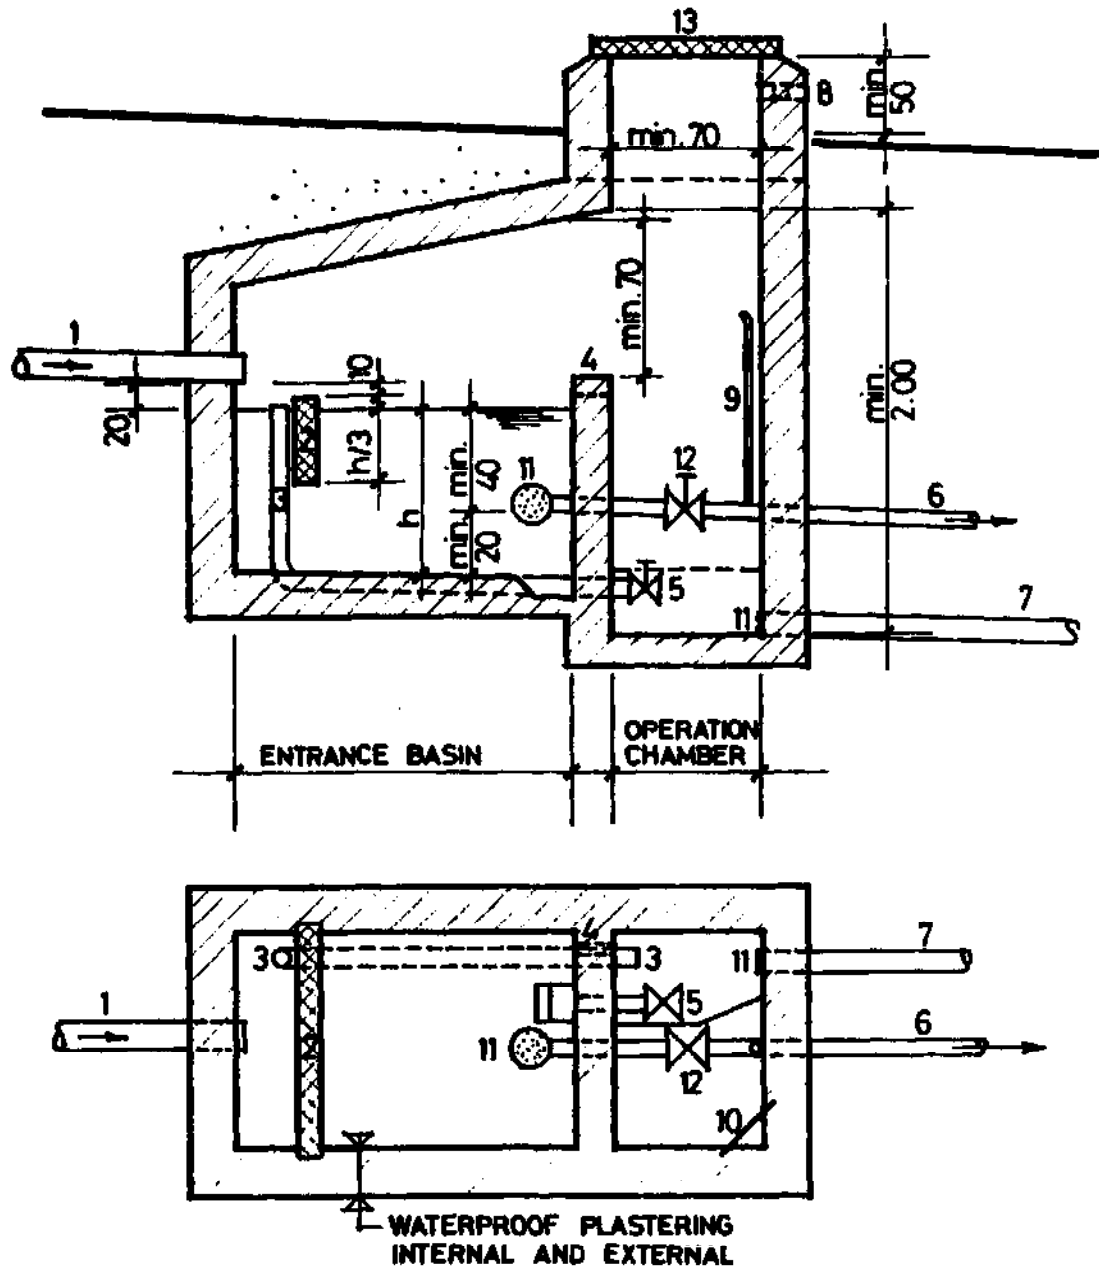 13
8
min.
50
min.70
1
10
4
min.70
20
h/3
h
min.
40
min.
20
3
11
12
9
min.
2.00
6
5
11
7
ENTRANCE BASIN
OPERATION
CHAMBER
1
3
4
3
11
7
5
6
11
12
10
WATERPROOF PLASTERING
INTERNAL AND EXTERNAL